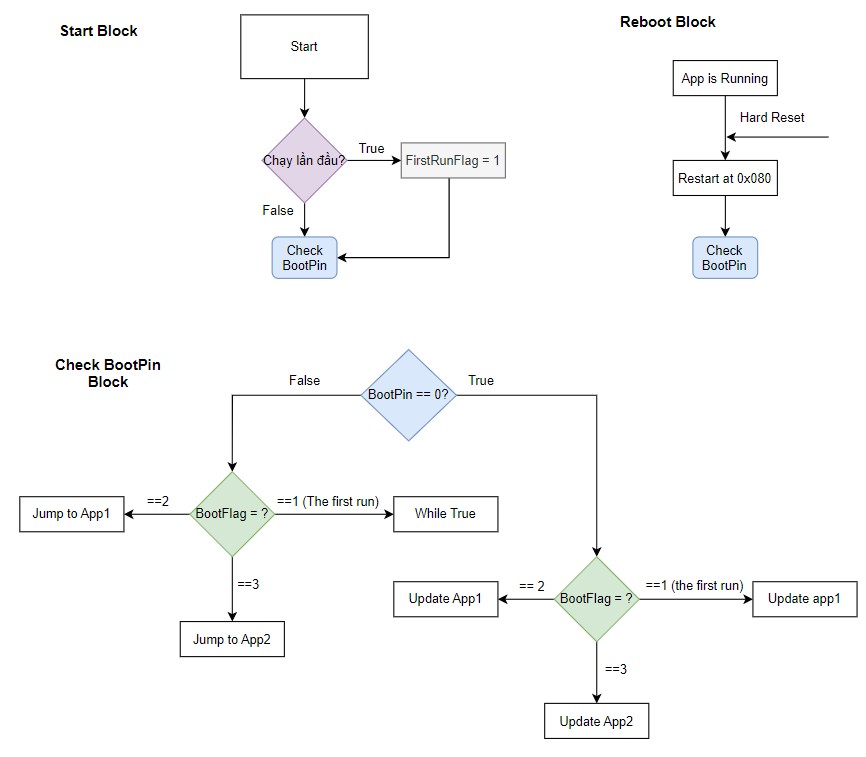 Start Block
Start
Chạy lần đầu?
True
FirstRunFlag = 1
False
Check
BootPin
Reboot Block
App is Running
Hard Reset
Restart at 0x080
Check
BootPin
Check BootPin
Block
False
BootPin == 0?
True
Jump to App1
==2
BootFlag = ?
==1 (The first run)
While True
==3
Jump to App2
Update App1
== 2
BootFlag = ?
==1 (the first run)
Update app1
==3
Update App2